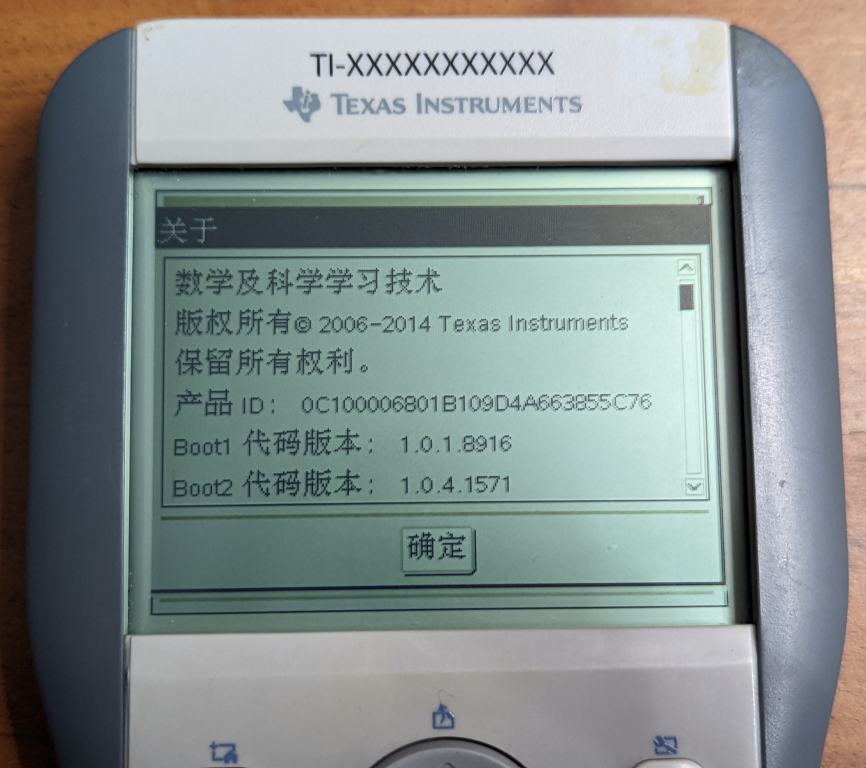 TI-XXXXXXXXXXX
TEXAS INSTRUMENTS
关于
数学及科学学习技术
版权所有© 2006-2014 Texas Instruments
保留所有权利。
产品 ID： 0C100006801B109D4A663855C76
Boot1 代码版本： 1.0.1.8916
Boot2 代码版本： 1.0.4.1571
确定